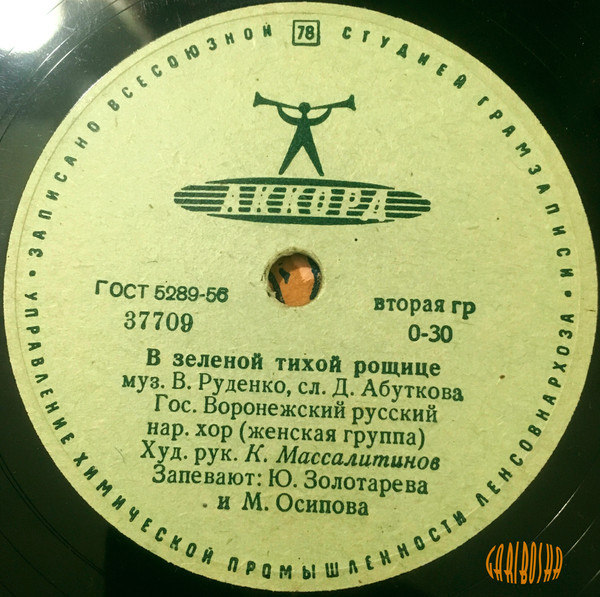 ЗАПИСАНО ВСЕСОЮЗНОЙ 78 СТУДИЕЙ ГРАМЗАПИСИ
АККОРД
ГОСТ 5289-56
вторая гр
37709
0-30
В зеленой тихой рощице
муз. В. Руденко, сл. Д. Абуткова
Гос. Воронежский русский
нар. хор (женская группа)
Худ. рук. К. Массалитинов
Запевают: Ю. Золотарева
и М. Осипова
УПРАВЛЕНИЕ ХИМИЧЕСКОЙ ПРОМЫШЛЕННОСТИ ЛЕНСОВНАРХОЗА
GARIBOSHA